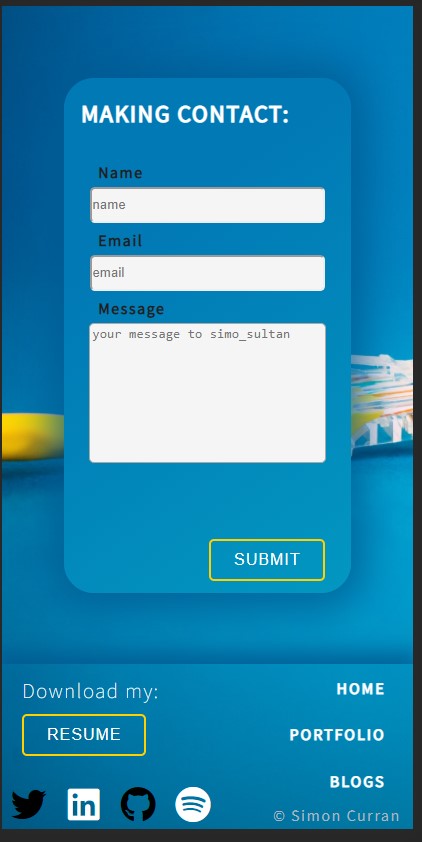 MAKING CONTACT:
Name
name
Email
email
Message
your message to simo_sultan
SUBMIT
Download my:
RESUME
HOME
PORTFOLIO
BLOGS
in
© Simon Curran